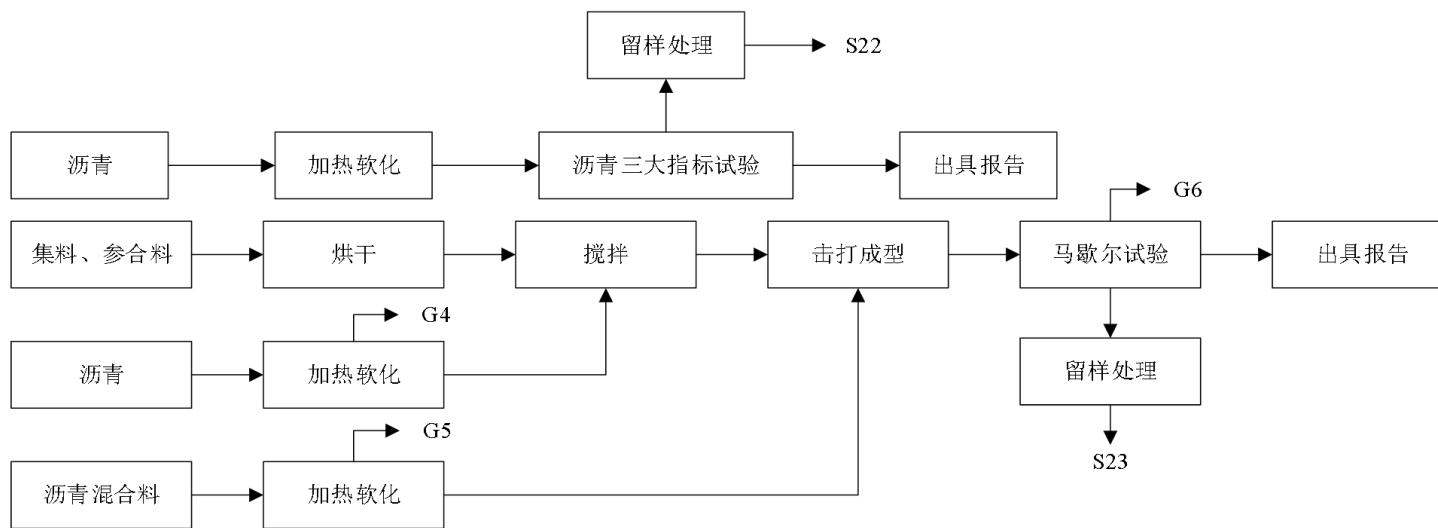 留样处理
S22
沥青
加热软化
沥青三大指标试验
出具报告
G6
集料、参合料
烘干
搅拌
击打成型
马歇尔试验
出具报告
G4
沥青
加热软化
留样处理
G5
S23
沥青混合料
加热软化